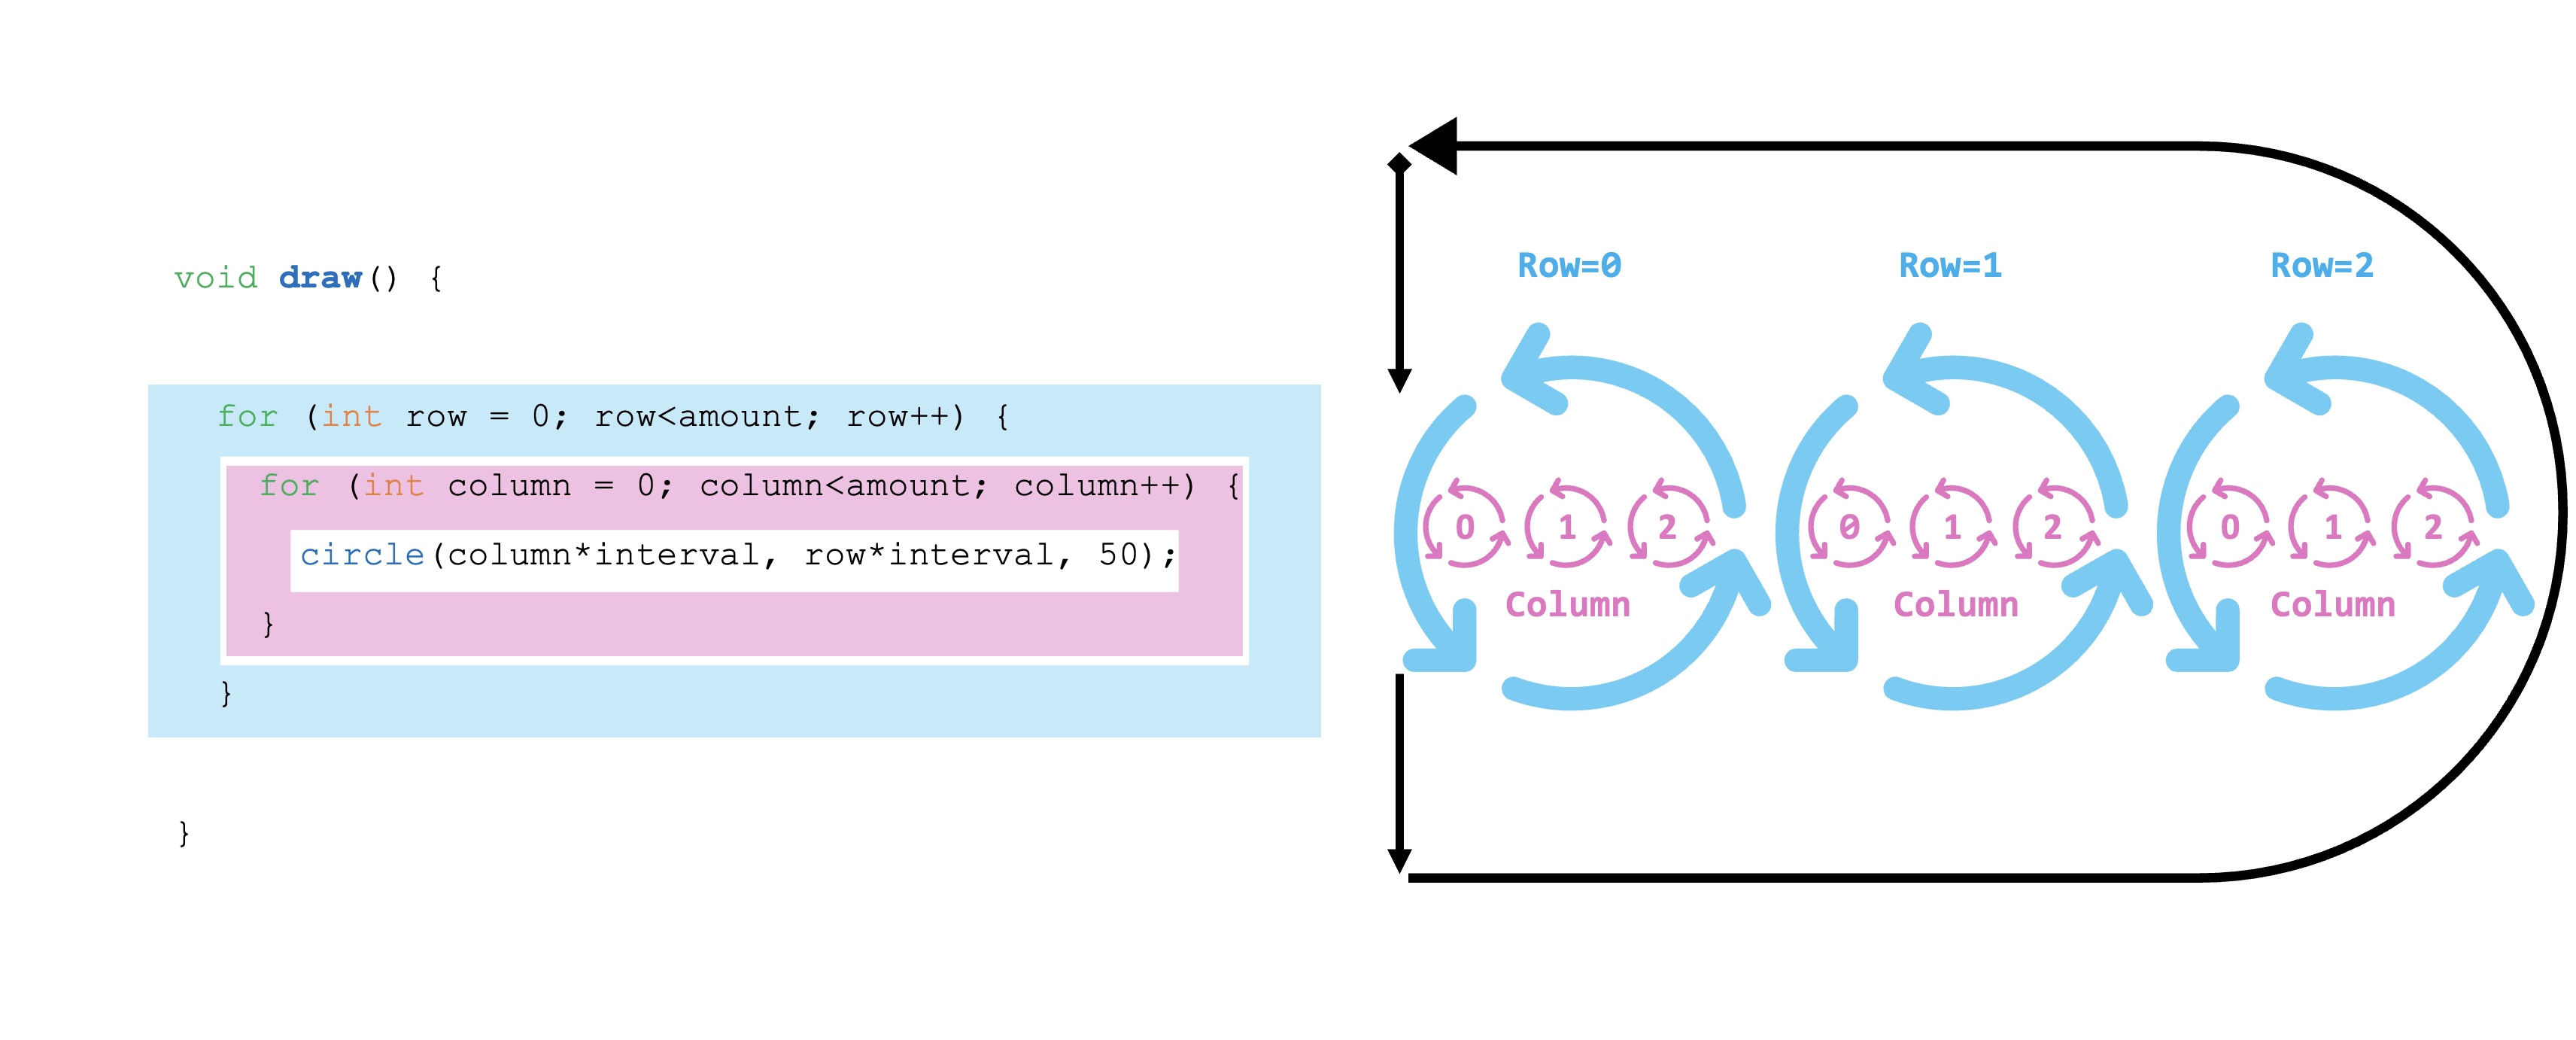 void draw() {
for (int row = 0; row<amount; row++) {
for (int column = 0; column<amount; column++) {
circle(column*interval, row*interval, 50);
}
}
}
Row=0 Row=1 Row=2
0 1 2 0 1 2 0 1 2
Column Column Column